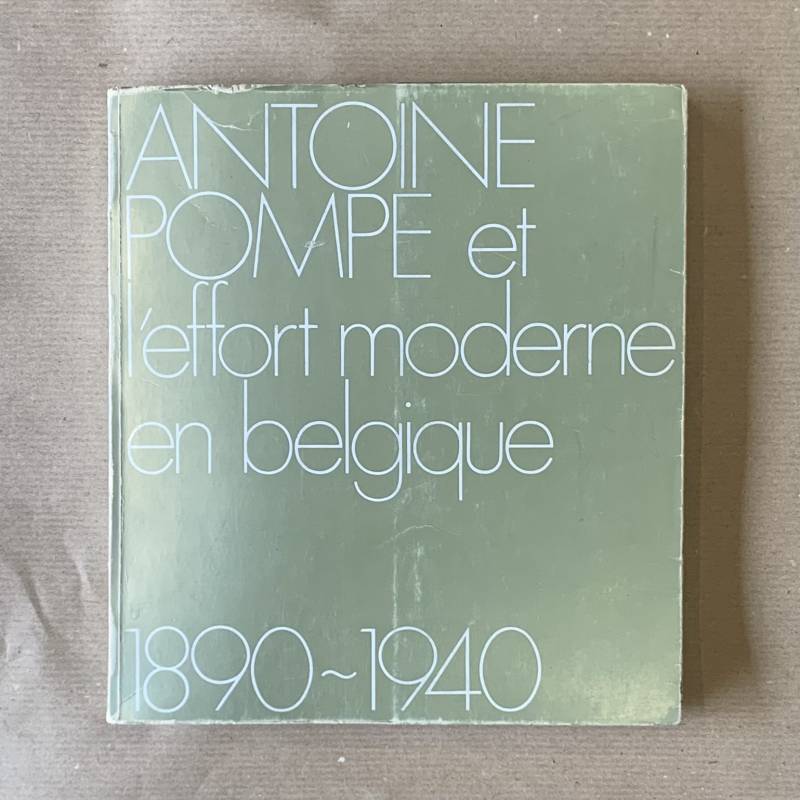 ANTOINE
POMPE et
l'effort moderne
en belgique
1890~1940